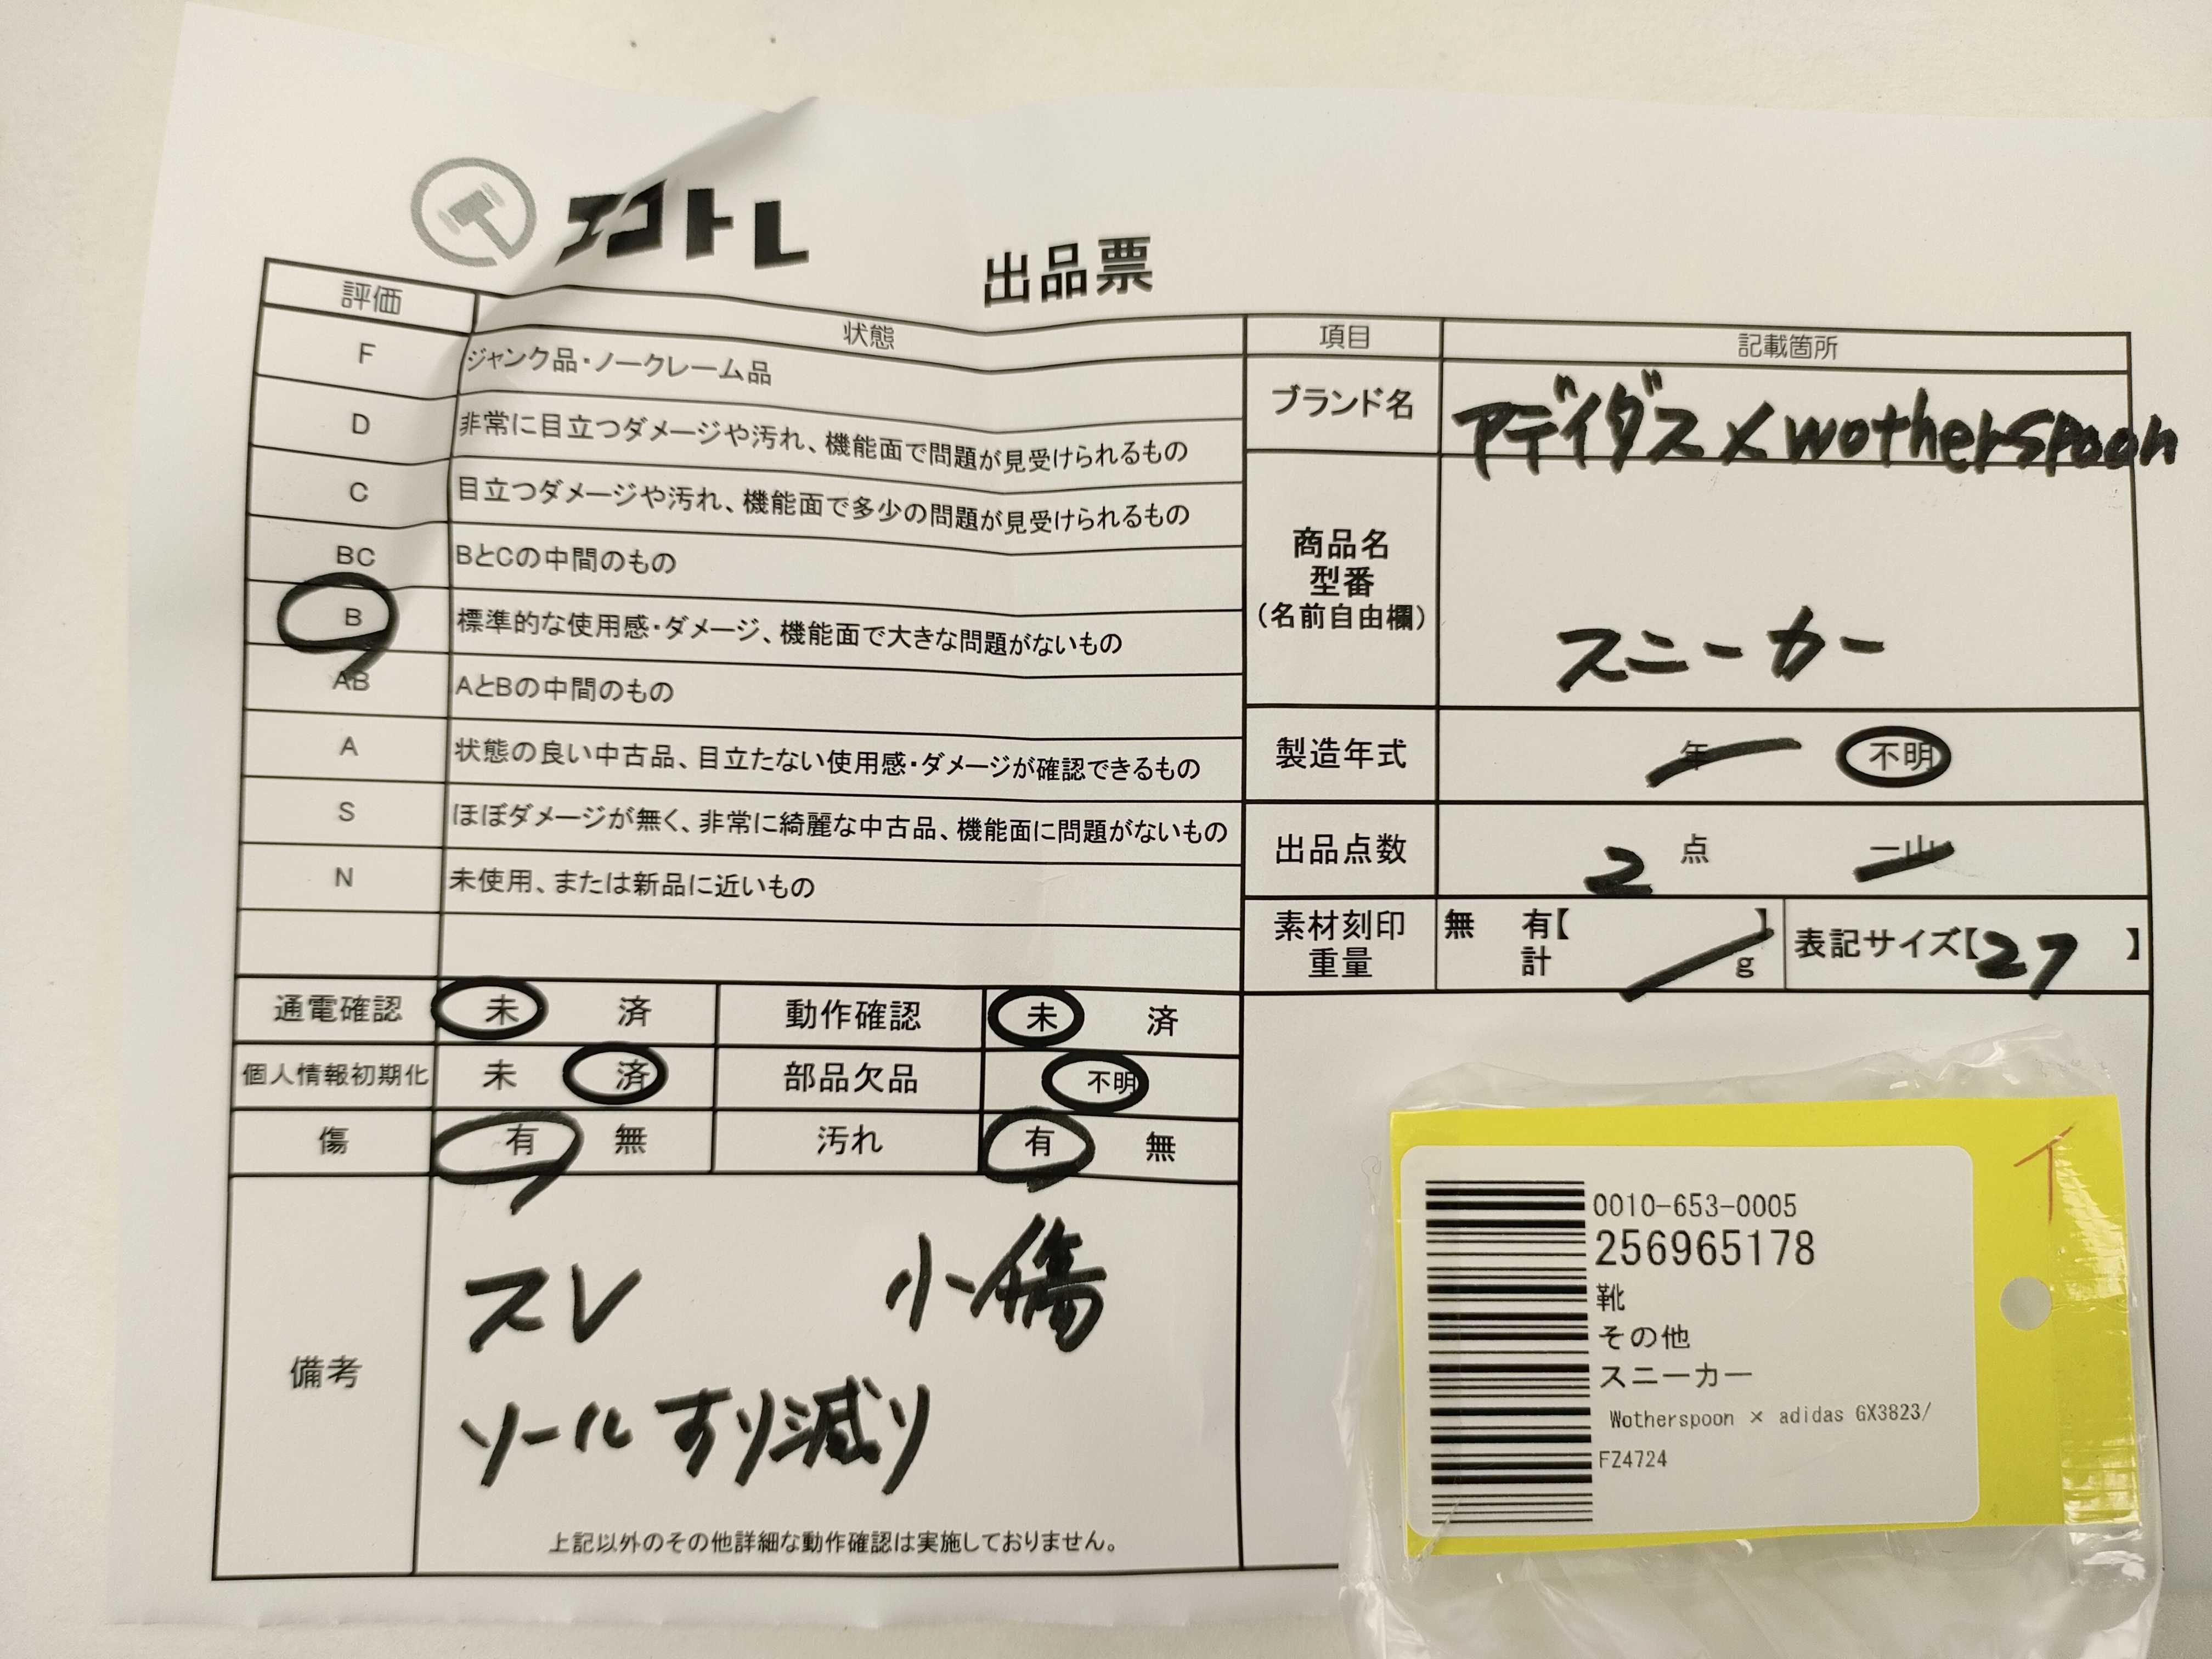 エコトレ
出品票
評価 状態
F ジャンク品・ノークレーム品
D 非常に目立つダメージや汚れ、機能面で問題が見受けられるもの
C 目立つダメージや汚れ、機能面で多少の問題が見受けられるもの
BC BとCの中間のもの
B 標準的な使用感・ダメージ、機能面で大きな問題がないもの
AB AとBの中間のもの
A 状態の良い中古品、目立たない使用感・ダメージが確認できるもの
S ほぼダメージが無く、非常に綺麗な中古品、機能面に問題がないもの
N 未使用、または新品に近いもの
項目 記載箇所
ブランド名 アデイダス×wotherspoon
商品名
型番
(名前自由欄)
スニーカー
製造年式 年 不明
出品点数 2 点 一山
素材刻印 無 有【 】
重量 計 g
表記サイズ【27 】
通電確認 未 済 動作確認 未 済
個人情報初期化 未 済 部品欠品 不明
傷 有 無 汚れ 有 無
備考
スレ 小傷
ソールすり減り
上記以外のその他詳細な動作確認は実施しておりません。
イ
0010-653-0005
256965178
靴
その他
スニーカー
Wotherspoon × adidas GX3823/
FZ4724